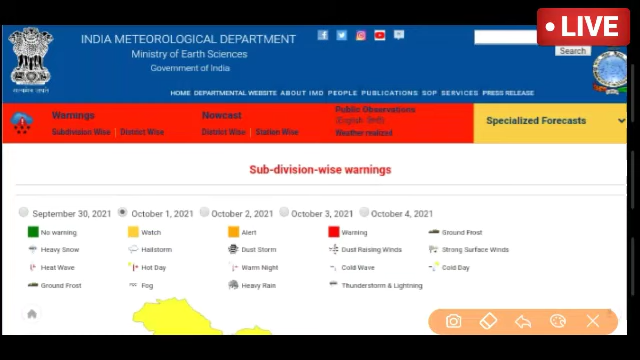 LIVE
INDIA METEOROLOGICAL DEPARTMENT
Ministry of Earth Sciences
Government of India
Search
सत्यमेव जयते
HOME DEPARTMENTAL WEBSITE ABOUT IMD PEOPLE PUBLICATIONS SOP SERVICES PRESS RELEASE
Warnings
Subdivision Wise | District Wise
Nowcast
District Wise | Station Wise
Public Observations
(English हिन्दी)
Weather realized
Specialized Forecasts
Sub-division-wise warnings
September 30, 2021 October 1, 2021 October 2, 2021 October 3, 2021 October 4, 2021
No warning Watch Alert Warning Ground Frost
Heavy Snow Hailstorm Dust Storm Dust Raising Winds Strong Surface Winds
Heat Wave Hot Day Warm Night Cold Wave Cold Day
Ground Frost Fog Heavy Rain Thunderstorm & Lightning